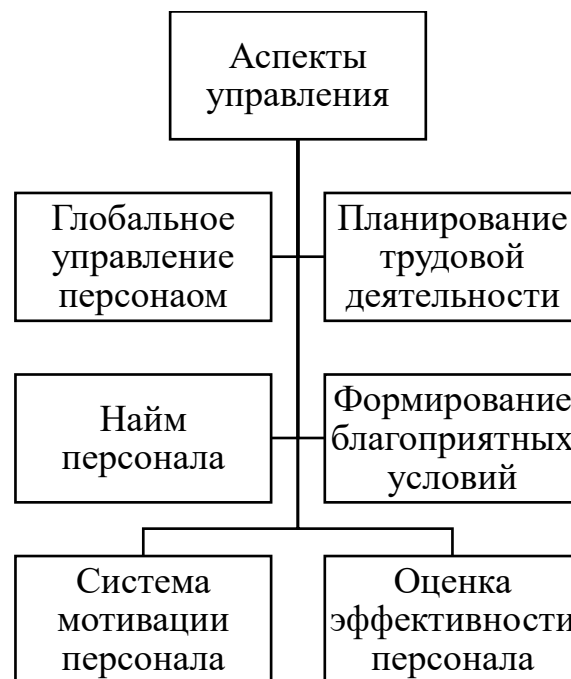 Аспекты
управления
Глобальное
управление
персонаом
Планирование
трудовой
деятельности
Найм
персонала
Формирование
благоприятных
условий
Система
мотивации
персонала
Оценка
эффективности
персонала